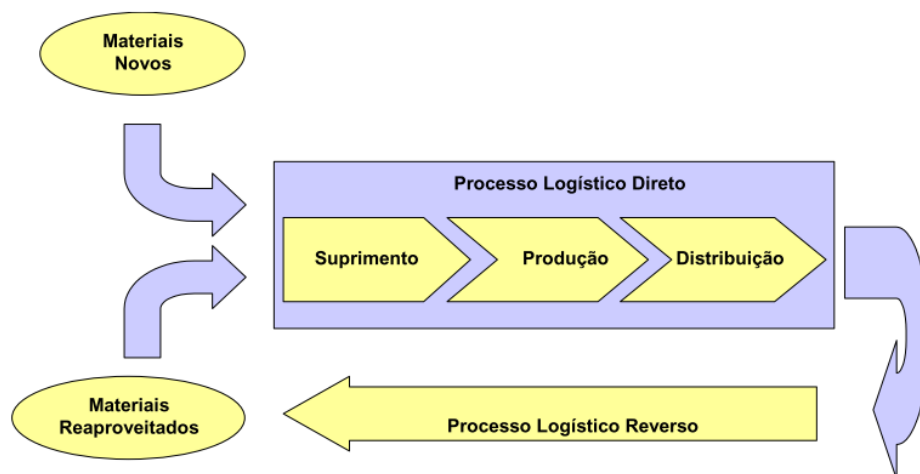 Materiais
Novos
Processo Logístico Direto
Suprimento
Produção
Distribuição
Materiais
Reaproveitados
Processo Logístico Reverso